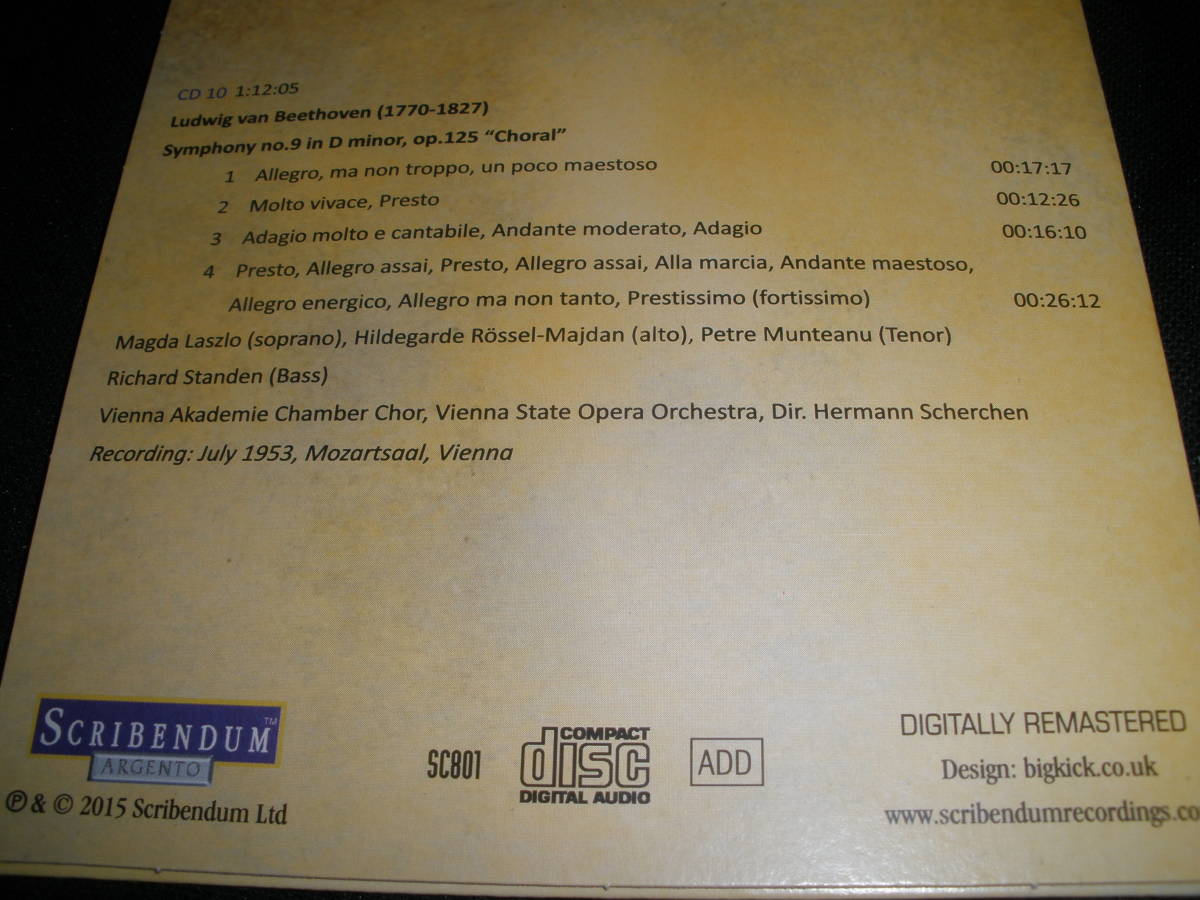 CD 10 1:12:05
Ludwig van Beethoven (1770-1827)
Symphony no.9 in D minor, op.125 “Choral”
1 Allegro, ma non troppo, un poco maestoso 00:17:17
2 Molto vivace, Presto 00:12:26
3 Adagio molto e cantabile, Andante moderato, Adagio 00:16:10
4 Presto, Allegro assai, Presto, Allegro assai, Alla marcia, Andante maestoso,
Allegro energico, Allegro ma non tanto, Prestissimo (fortissimo) 00:26:12
Magda Laszlo (soprano), Hildegarde Rössel-Majdan (alto), Petre Munteanu (Tenor)
Richard Standen (Bass)
Vienna Akademie Chamber Chor, Vienna State Opera Orchestra, Dir. Hermann Scherchen
Recording: July 1953, Mozartsaal, Vienna
SCRIBENDUM™
ARGENTO
℗ & © 2015 Scribendum Ltd
SC801
COMPACT
disc
DIGITAL AUDIO
ADD
DIGITALLY REMASTERED
Design: bigkick.co.uk
www.scribendumrecordings.co